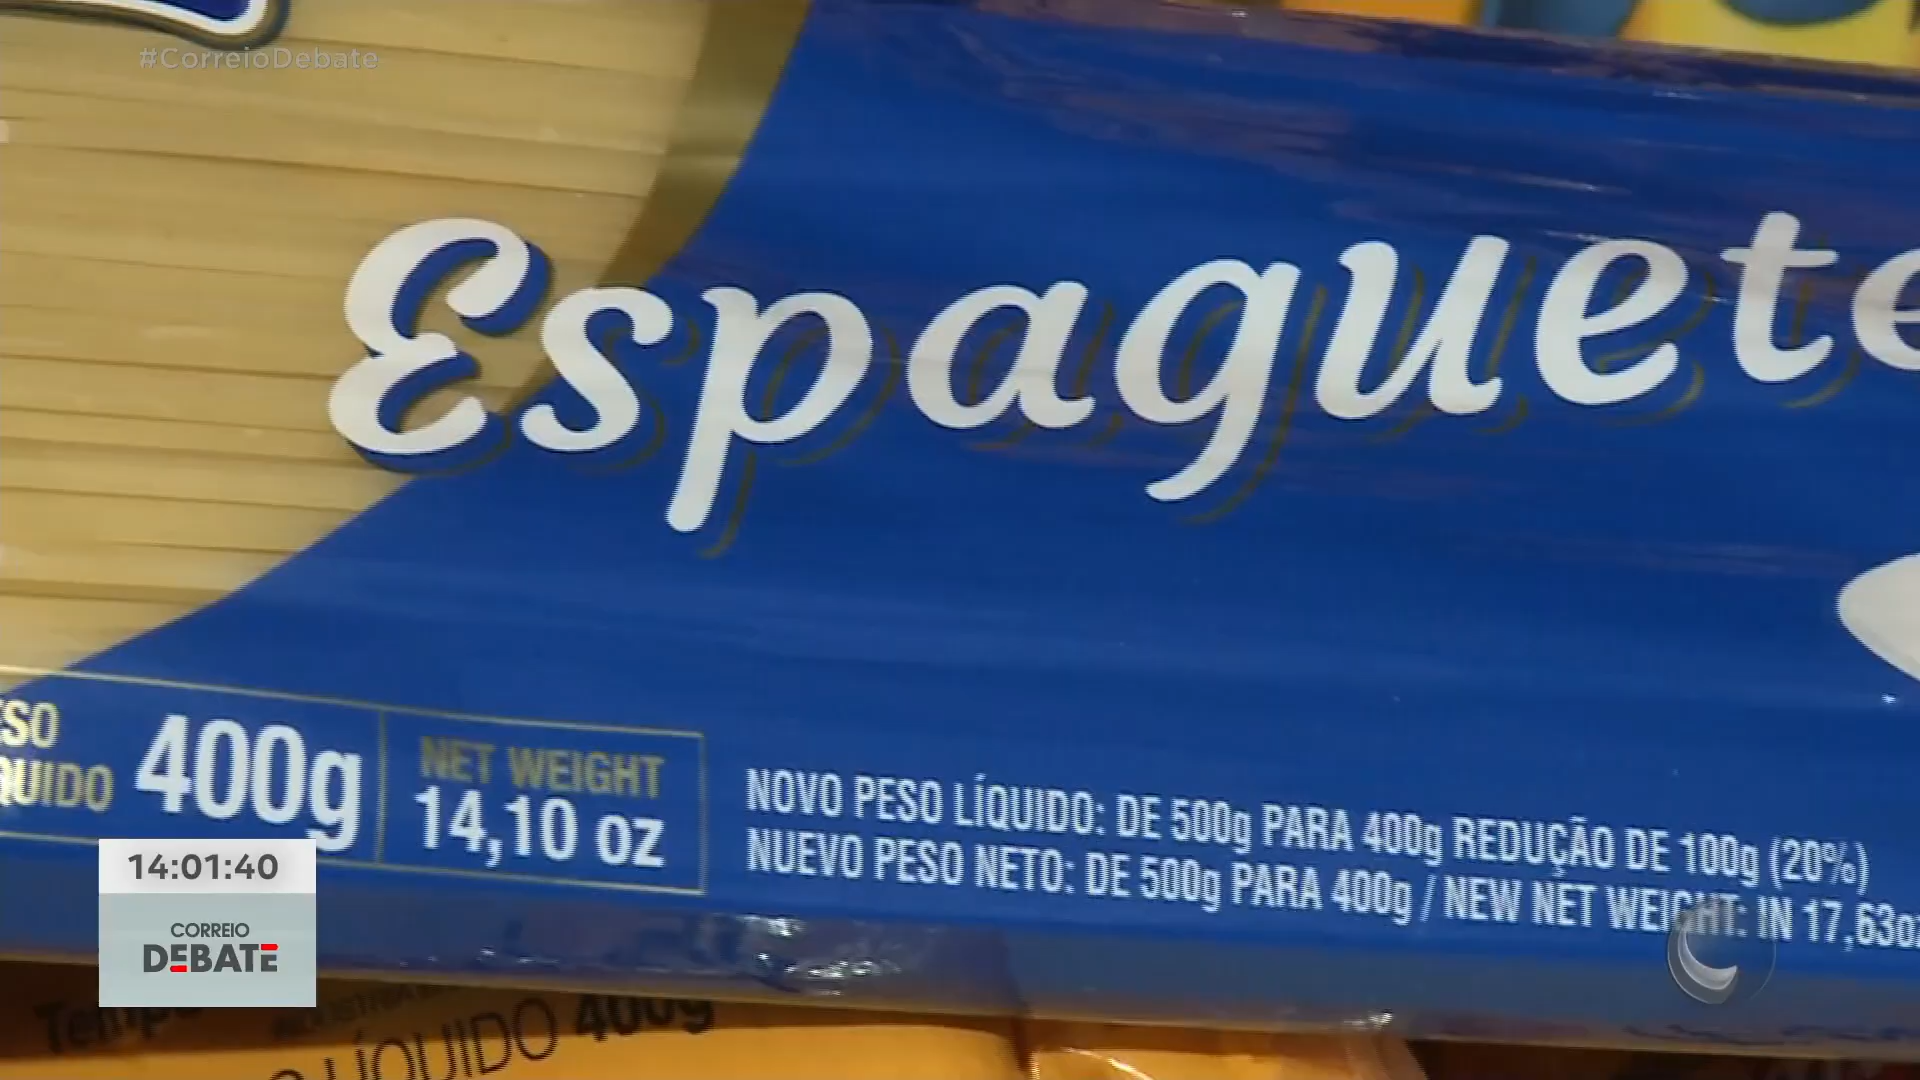 #CorreioDebate
Espaguete
400g
NET WEIGHT
14,10 oz
NOVO PESO LÍQUIDO: DE 500g PARA 400g REDUÇÃO DE 100g (20%)
NUEVO PESO NETO: DE 500g PARA 400g / NEW NET WEIGHT: IN 17,63oz
14:01:40
CORREIO
DEBATE
LÍQUIDO 400g